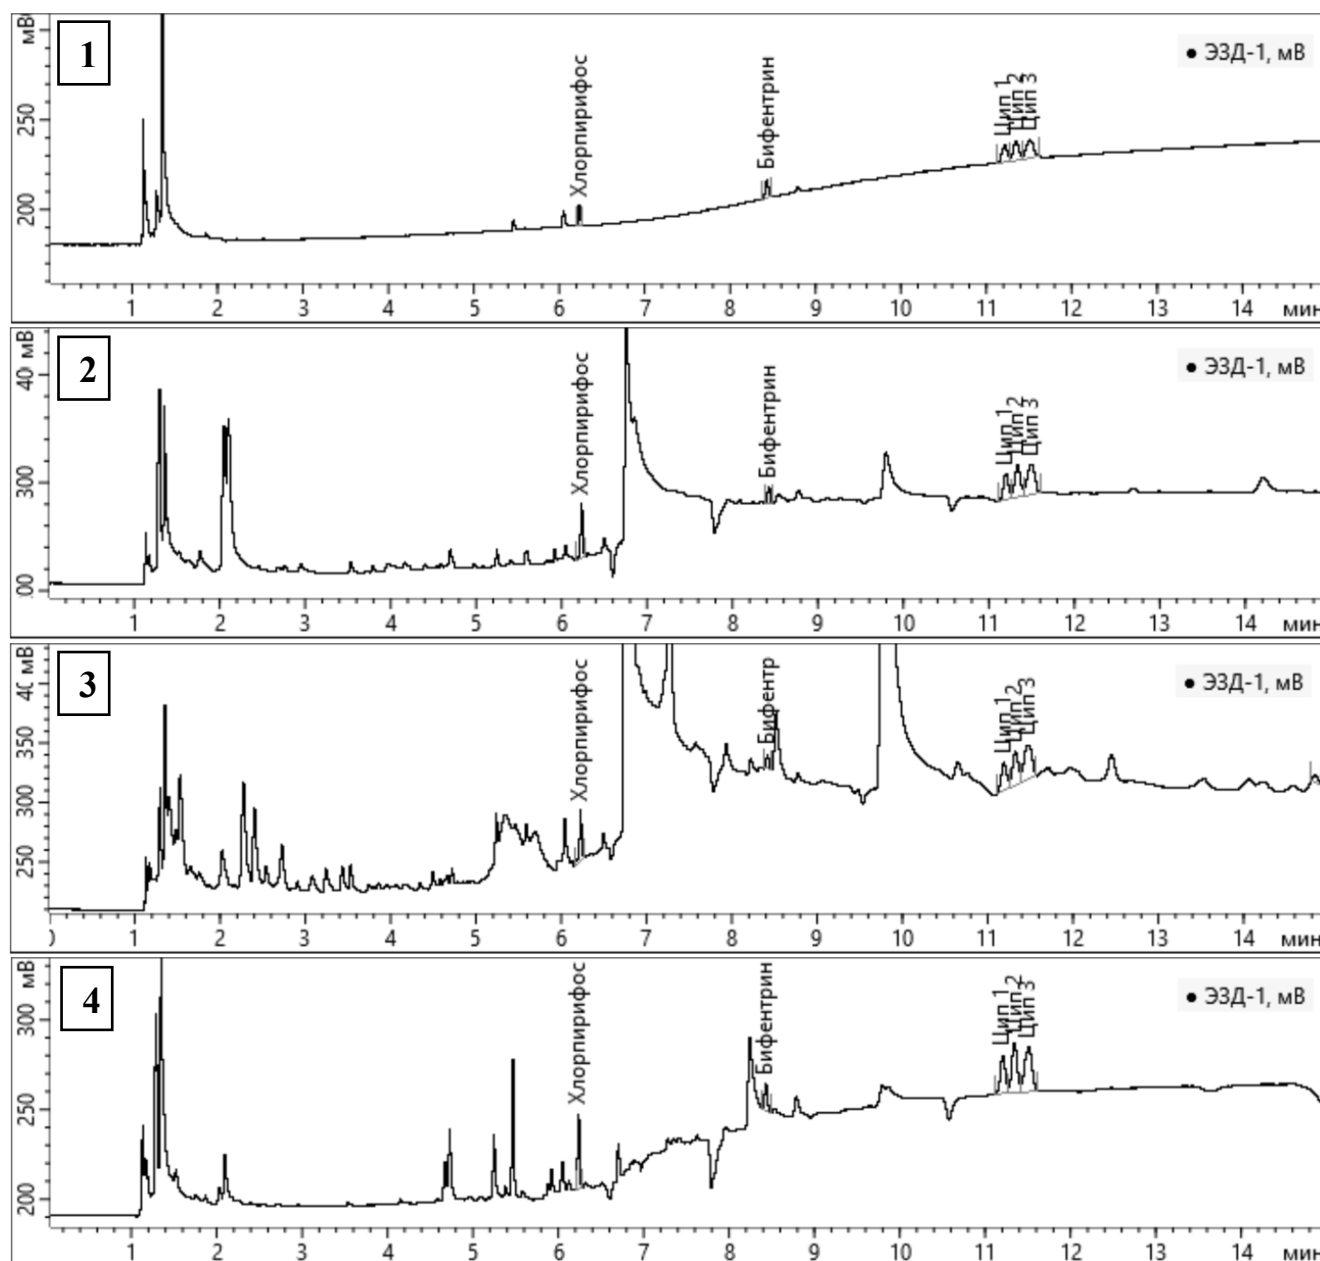 1
мВ
● ЭЗД-1, мВ
250
200
Хлорпирифос
Бифентрин
Цип 1
Цип 2
Цип 3
1 2 3 4 5 6 7 8 9 10 11 12 13 14 мин
2
мВ
● ЭЗД-1, мВ
40
300
00
Хлорпирифос
Бифентрин
Цип 1
Цип 2
Цип 3
1 2 3 4 5 6 7 8 9 10 11 12 13 14 мин
3
мВ
● ЭЗД-1, мВ
350
300
250
Хлорпирифос
Бифентр
Цип 1
Цип 2
Цип 3
1 2 3 4 5 6 7 8 9 10 11 12 13 14 мин
4
мВ
● ЭЗД-1, мВ
300
250
200
Хлорпирифос
Бифентрин
Цип 1
Цип 2
Цип 3
1 2 3 4 5 6 7 8 9 10 11 12 13 14 мин